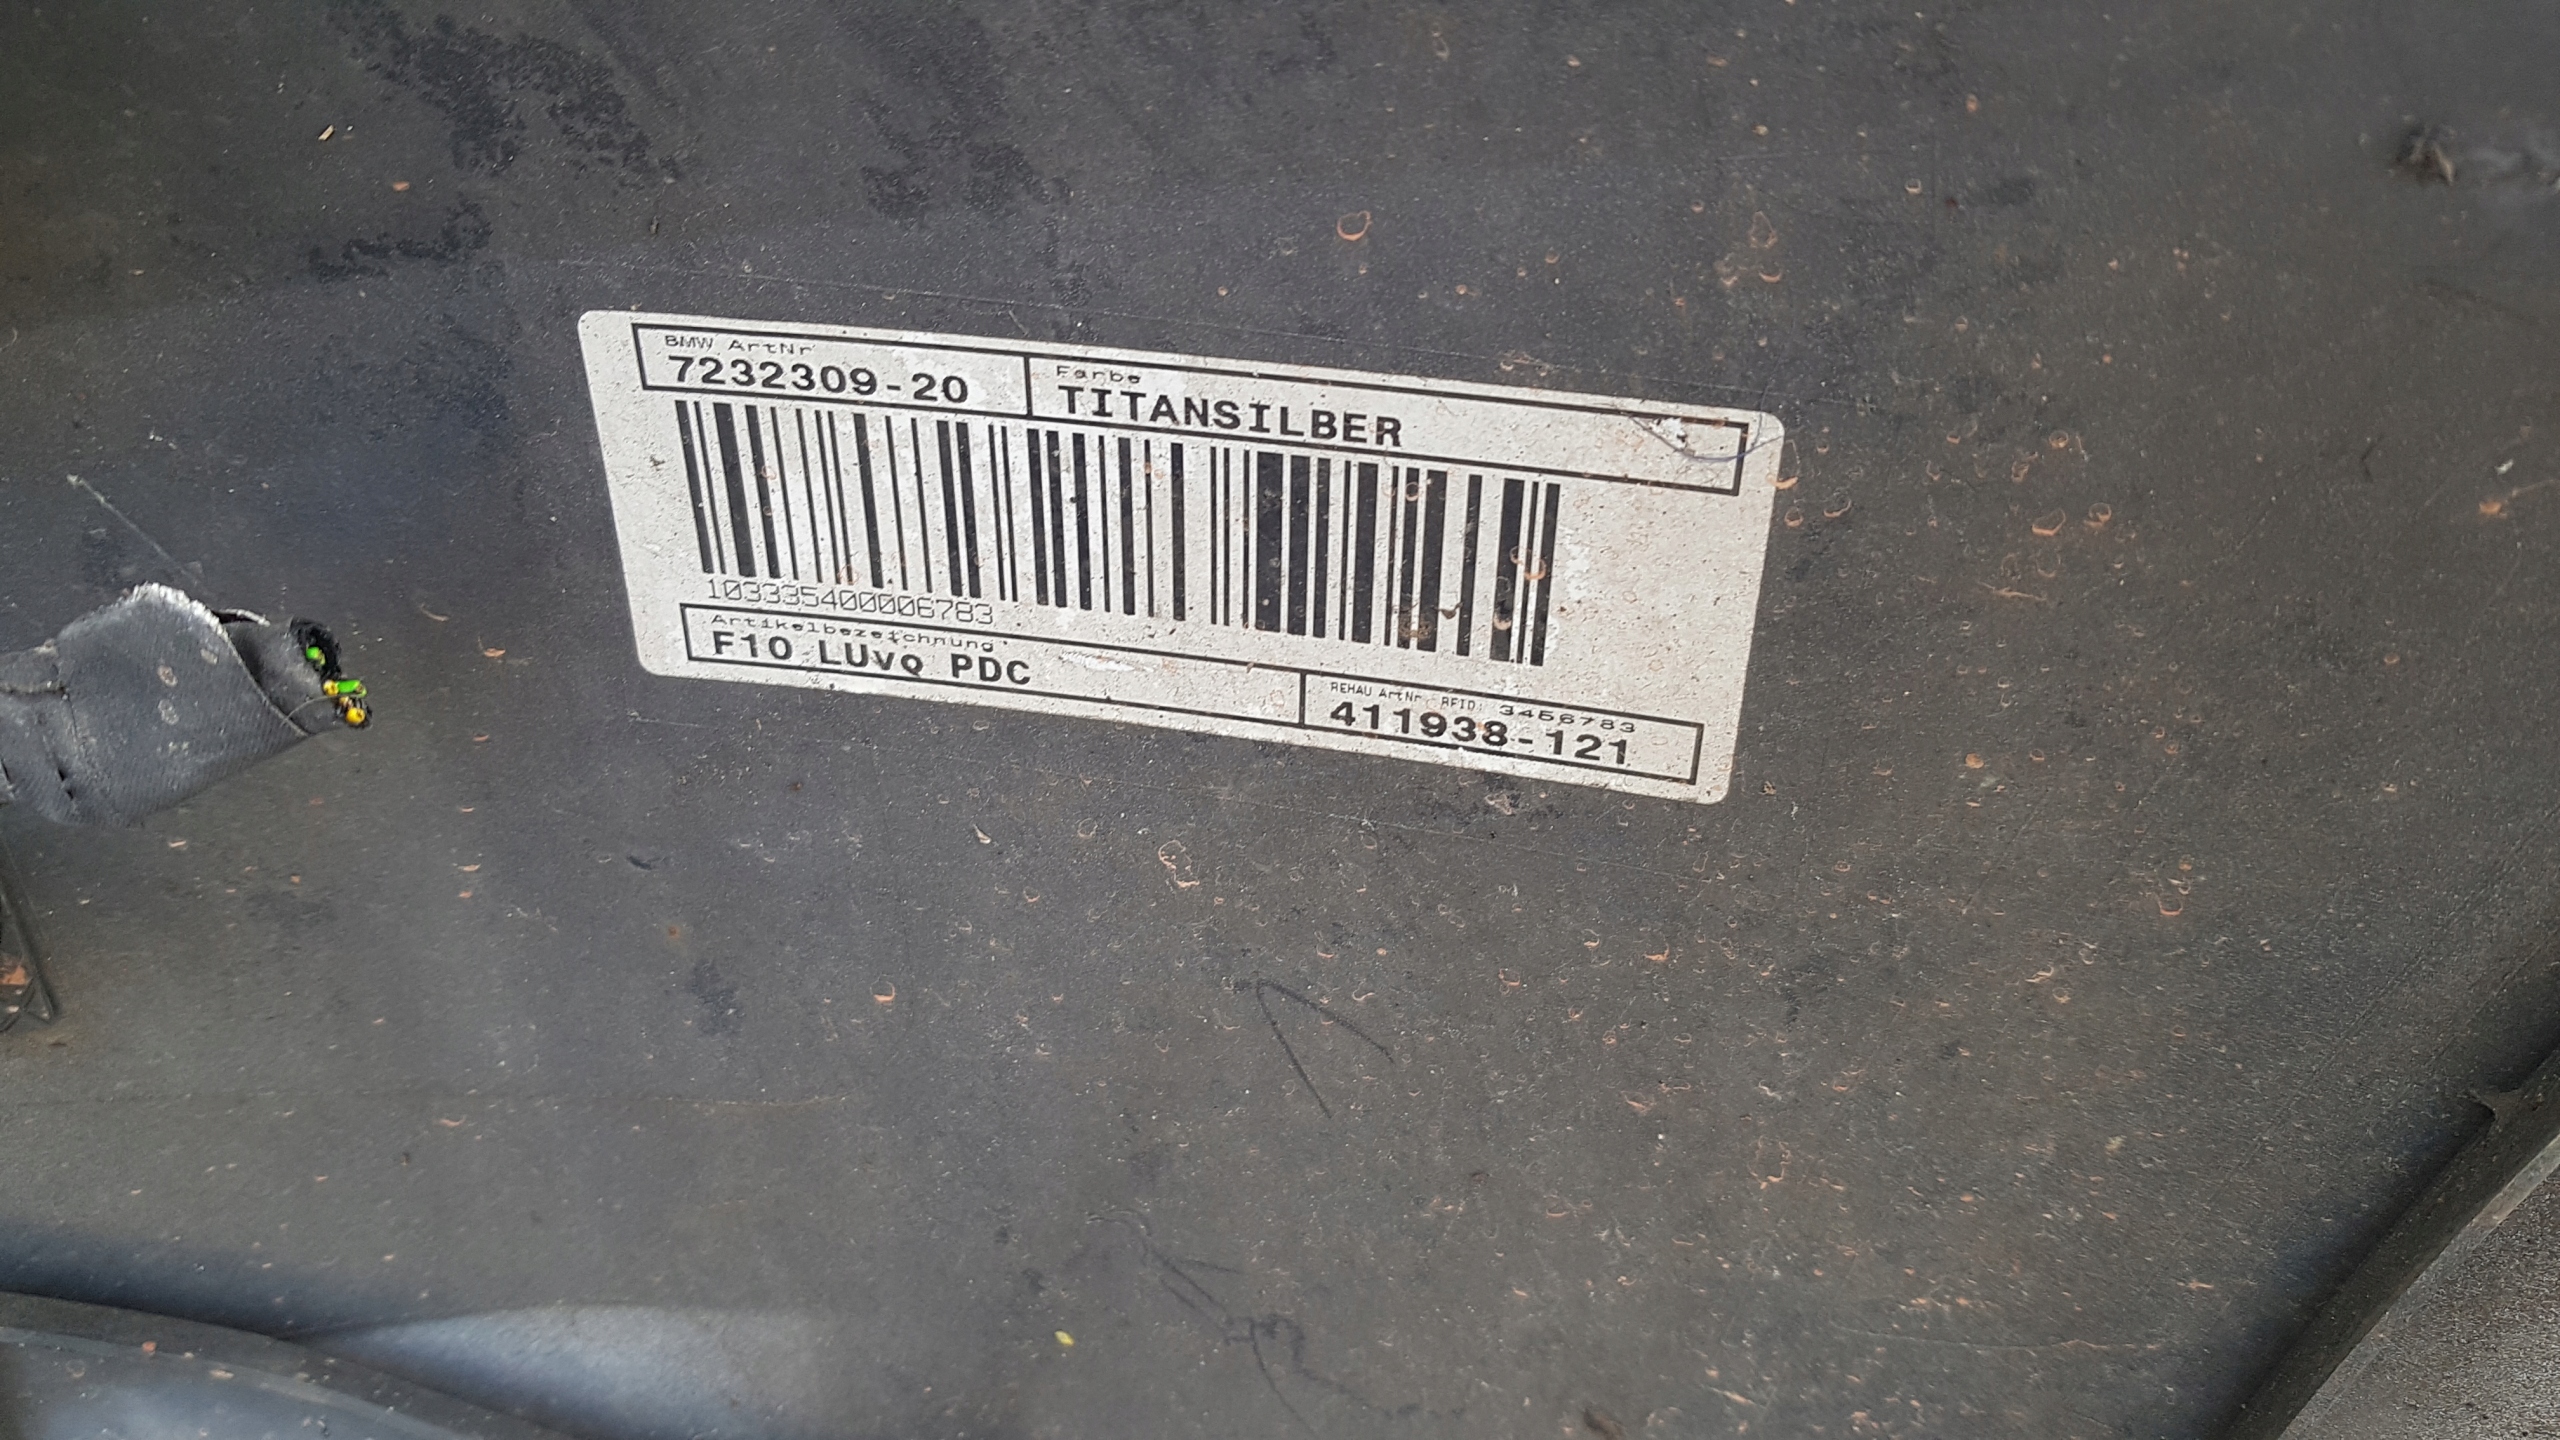 BMW ArtNr
7232309-20
Farbe
TITANSILBER
103335400006783
Artikelbezeichnung
F10 LUVQ PDC
REHAU ArtNr RFID: 3456783
411938-121